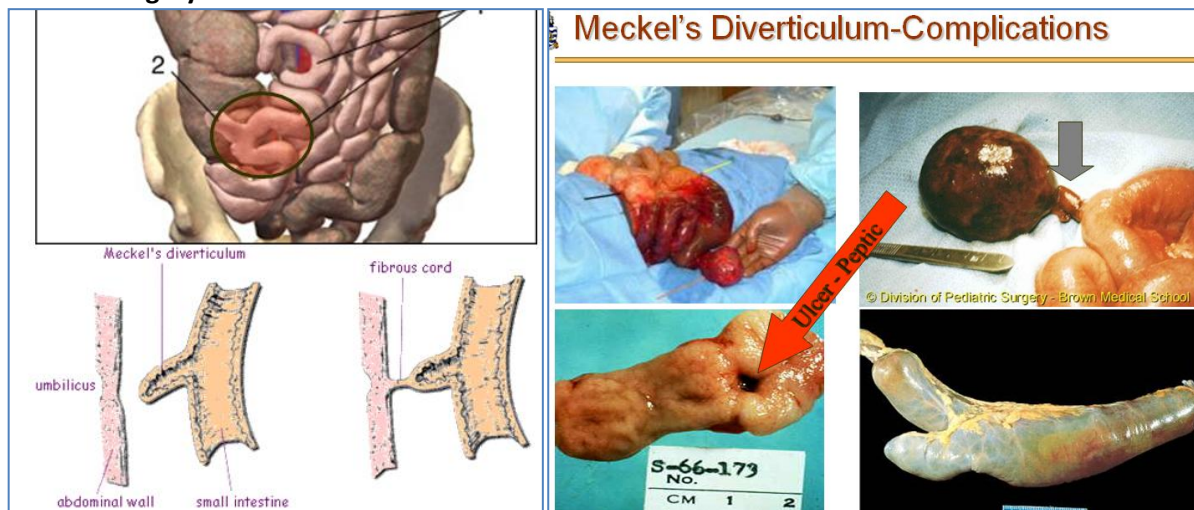 2
Meckel's diverticulum
fibrous cord
umbilicus
abdominal wall
small intestine
Meckel's Diverticulum-Complications
Ulcer - Peptic
© Division of Pediatric Surgery - Brown Medical School
S-66-173
No.
CM 1 2